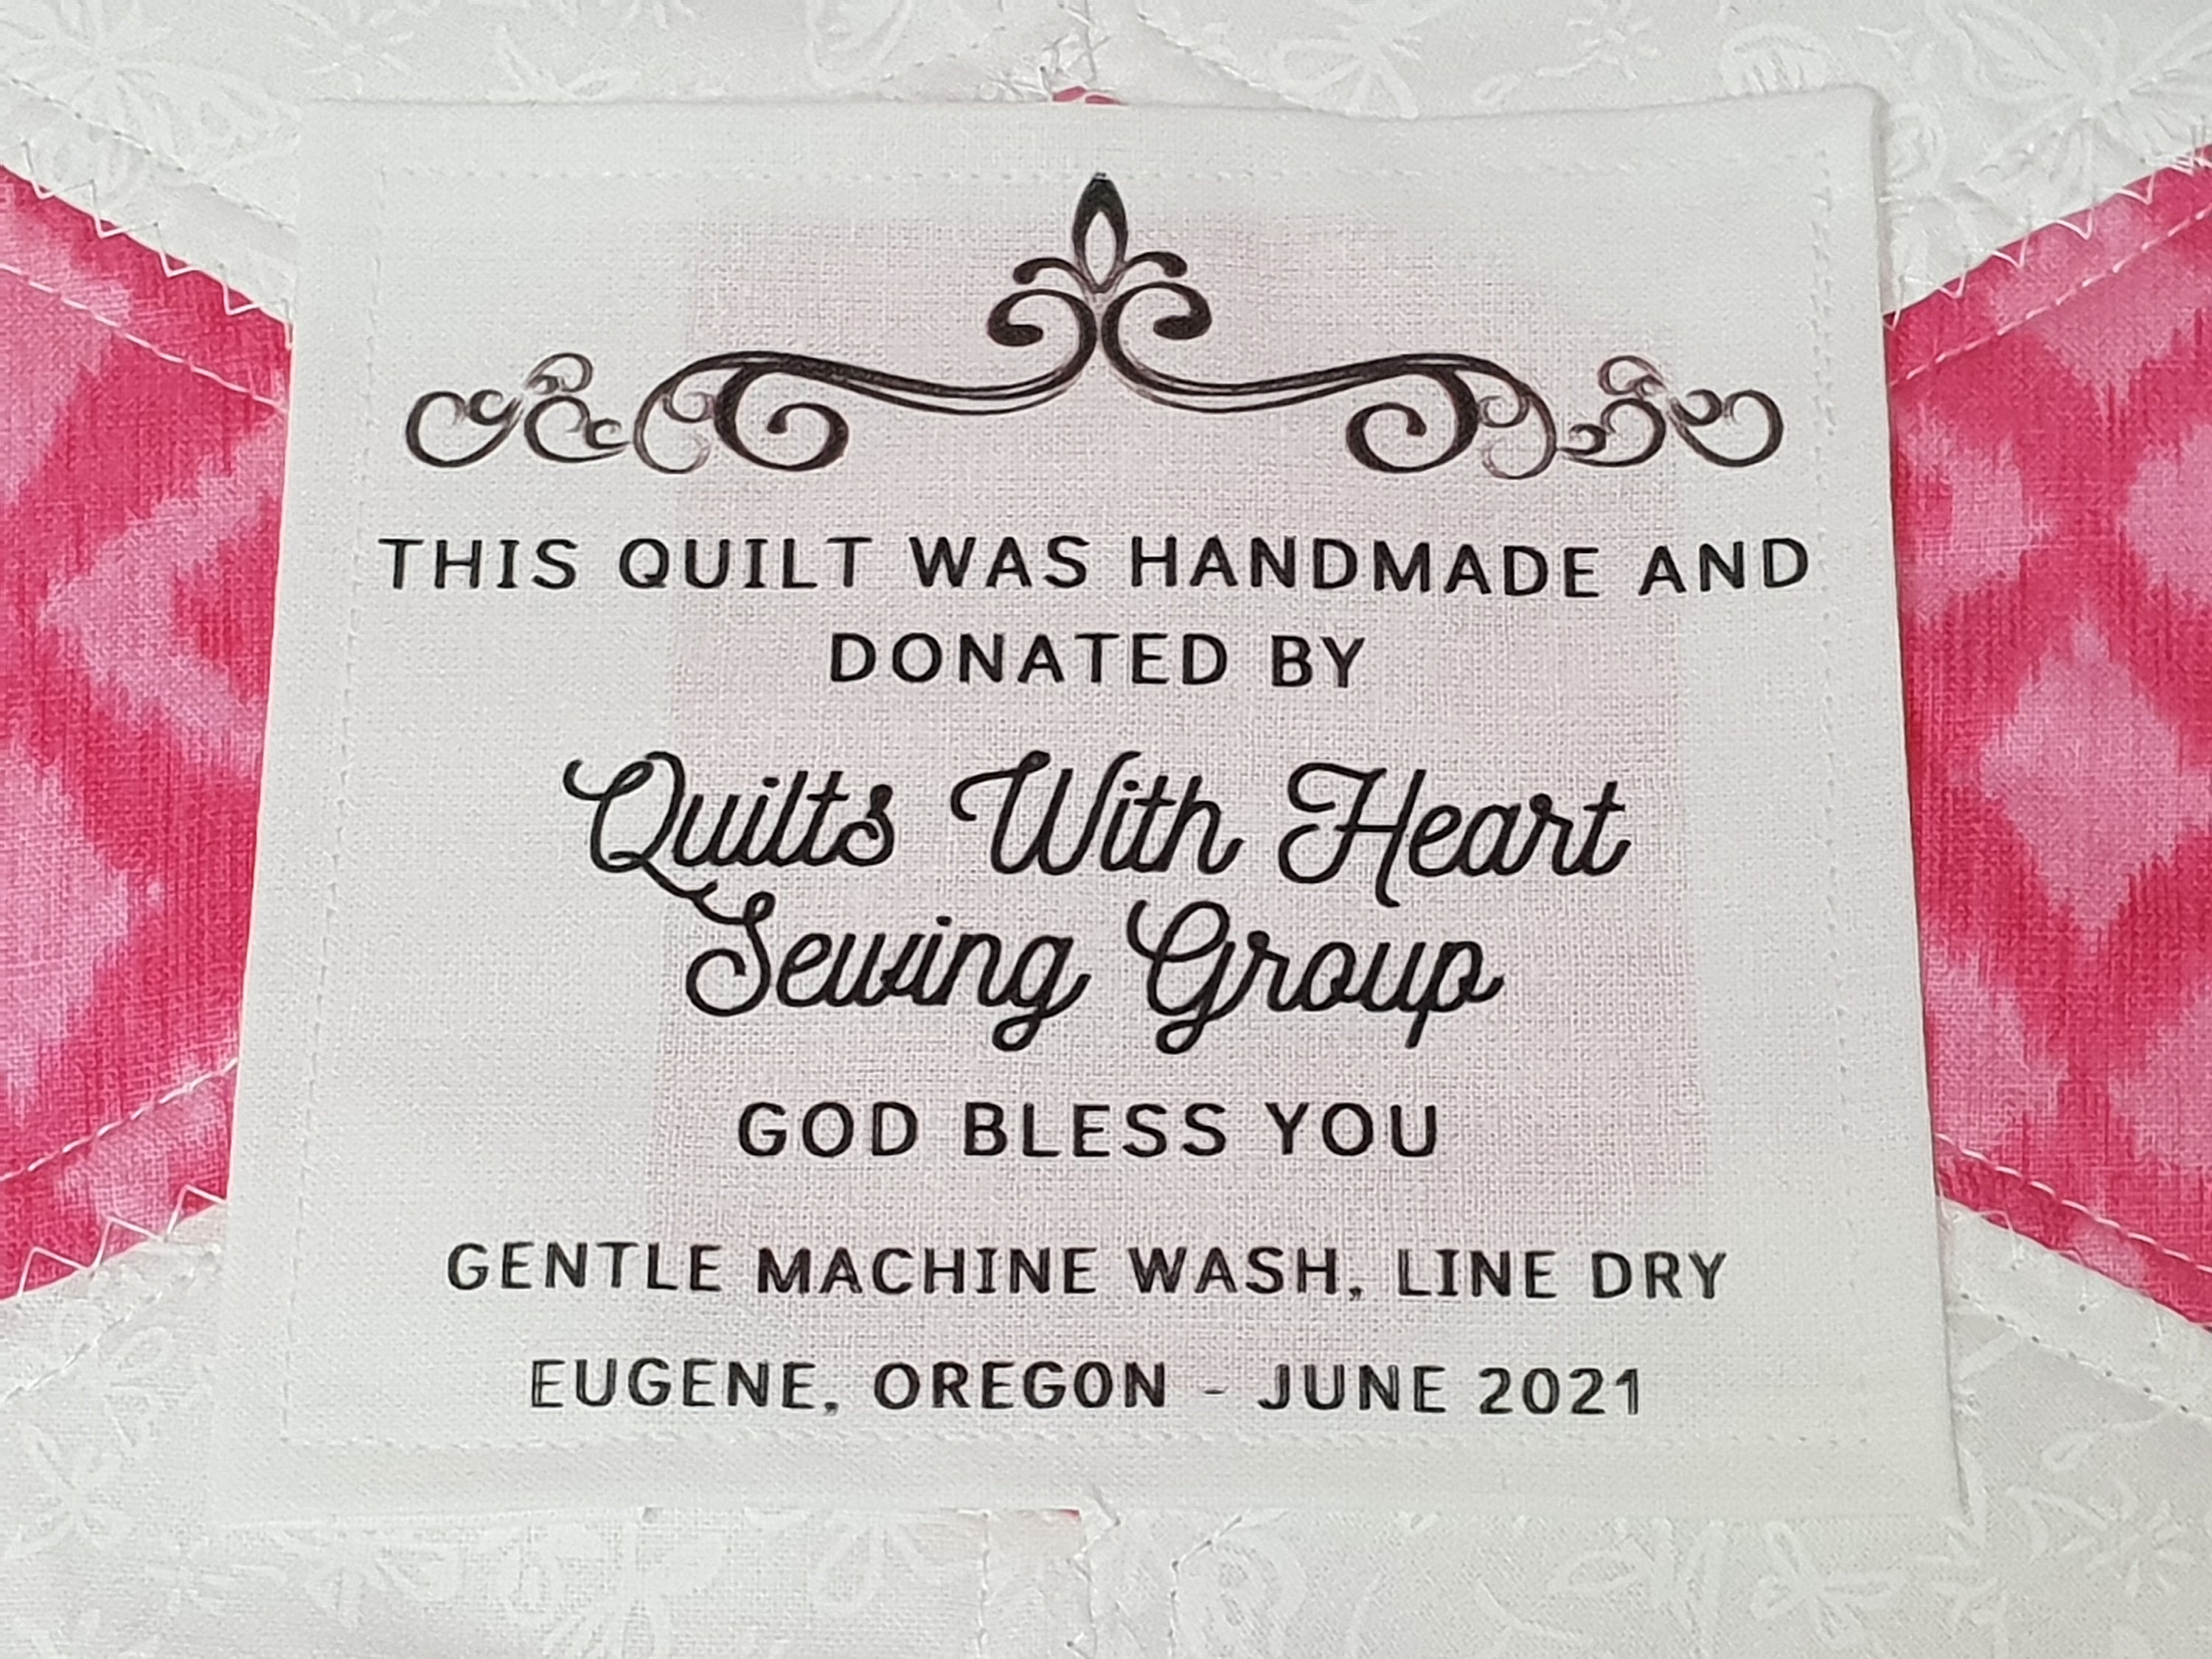 THIS QUILT WAS HANDMADE AND
DONATED BY
Quilts With Heart
Sewing Group
GOD BLESS YOU
GENTLE MACHINE WASH, LINE DRY
EUGENE, OREGON - JUNE 2021